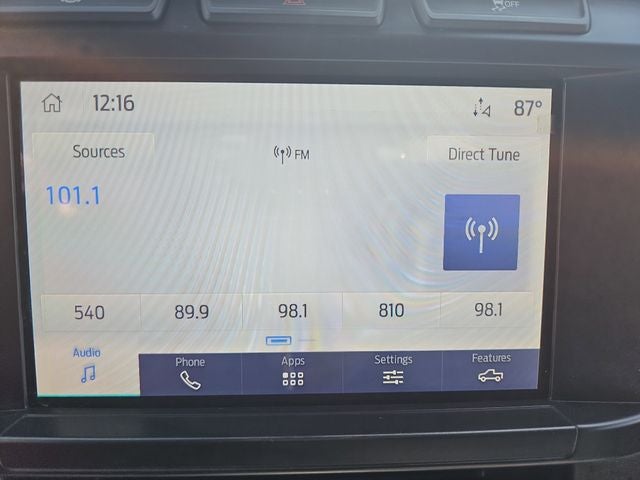 OFF
12:16
87°
Sources
FM
Direct Tune
101.1
540
89.9
98.1
810
98.1
Audio
Phone
Apps
Settings
Features